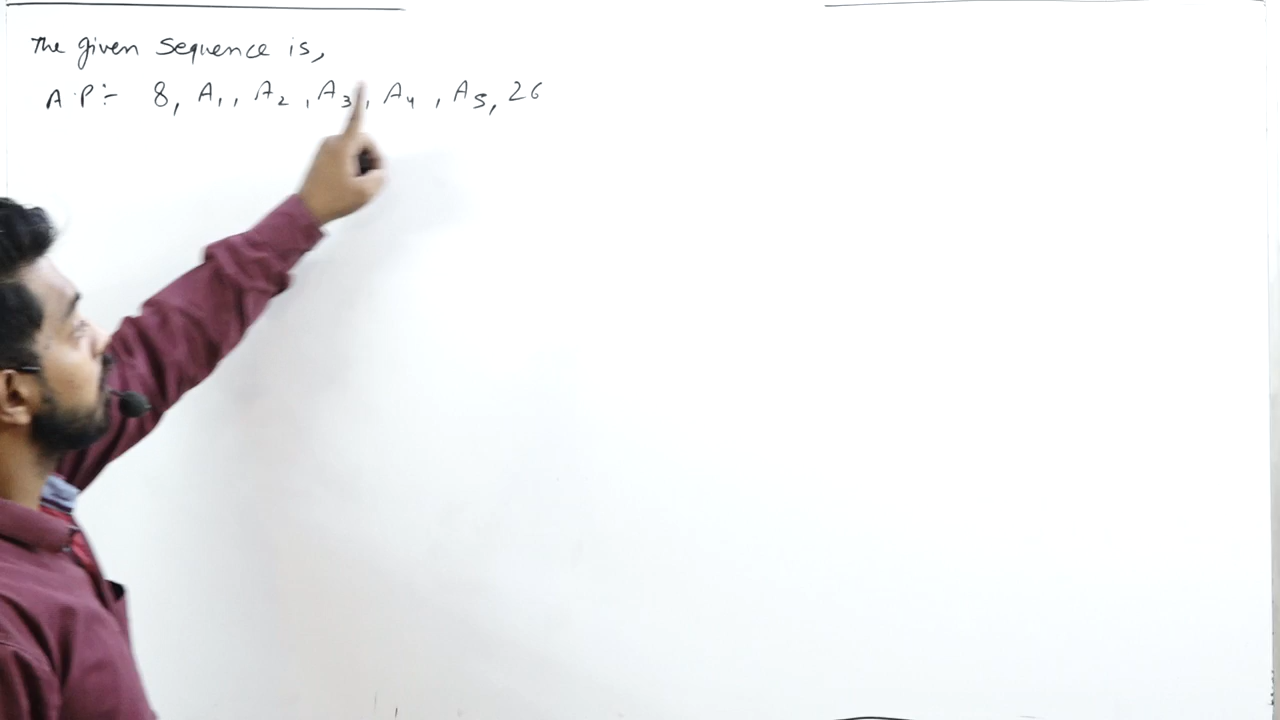 The given sequence is,
A.P:- 8, A₁, A₂, A₃, A₄, A₅, 26